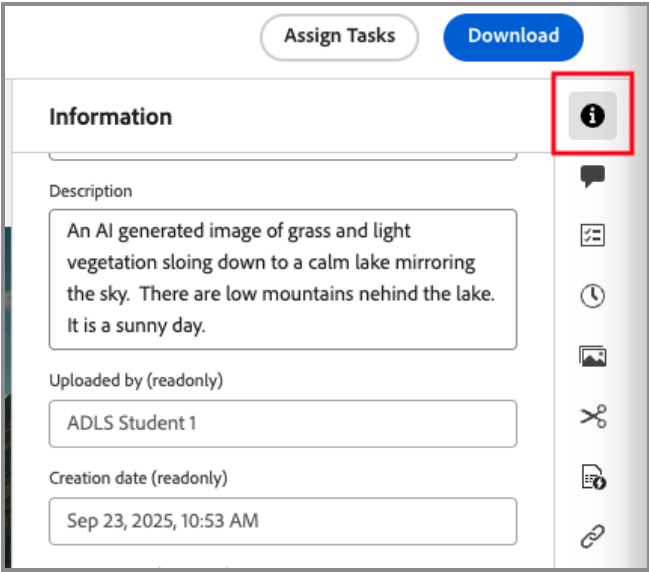 Assign Tasks
Download
Information
Description
An AI generated image of grass and light
vegetation sloing down to a calm lake mirroring
the sky.  There are low mountains nehind the lake.
It is a sunny day.
Uploaded by (readonly)
ADLS Student 1
Creation date (readonly)
Sep 23, 2025, 10:53 AM